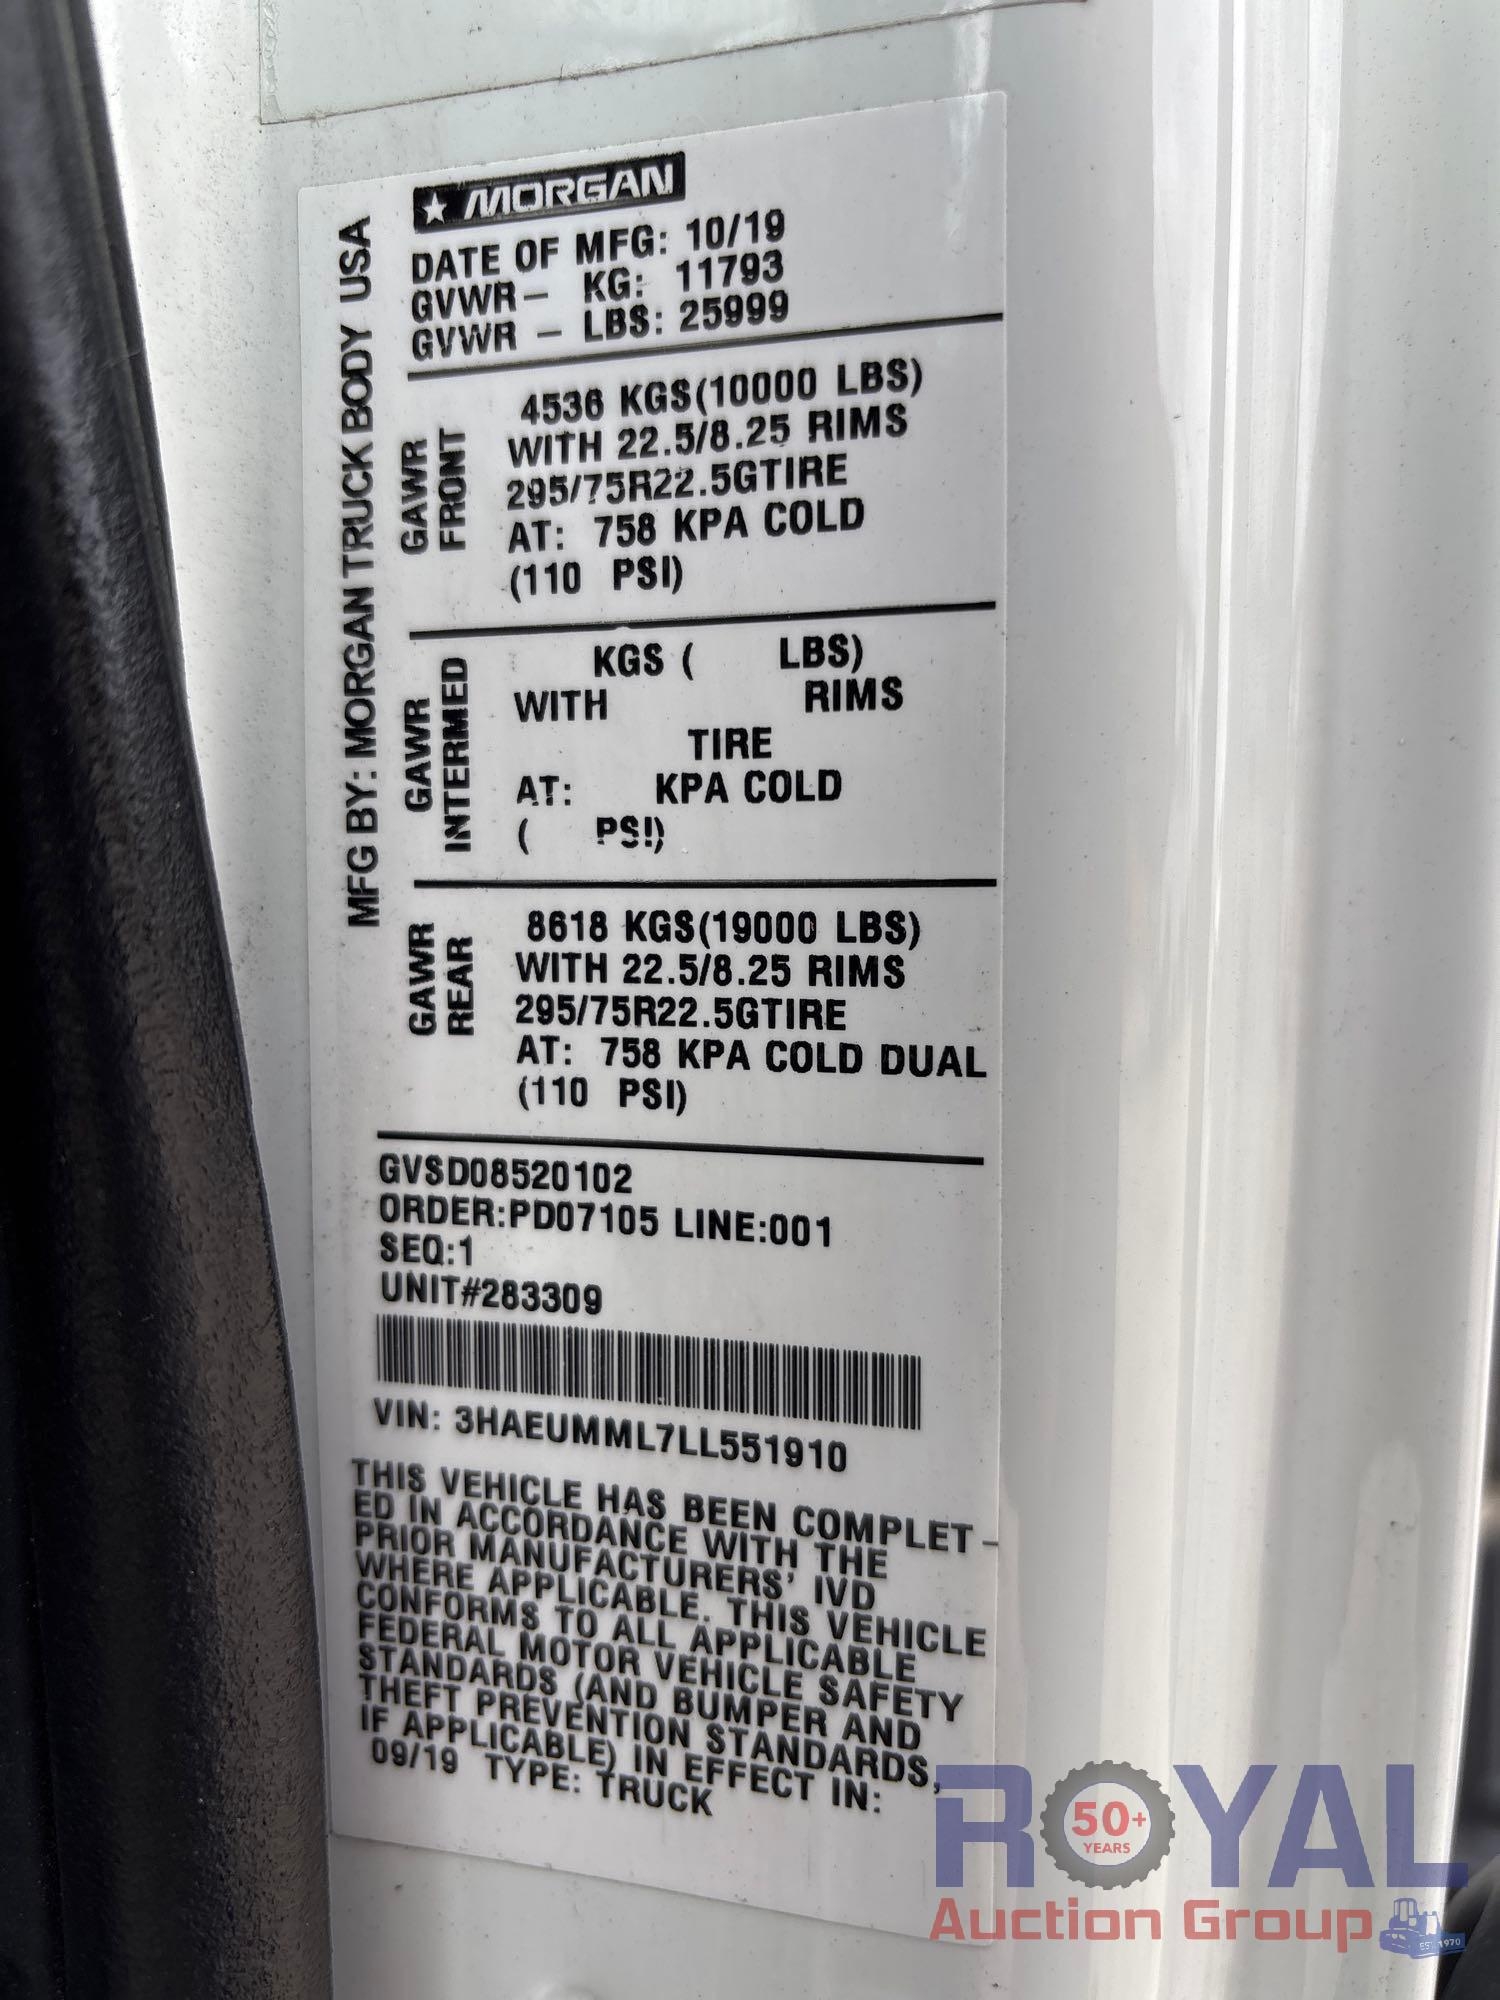 MORGAN
MFG BY: MORGAN TRUCK BODY USA
DATE OF MFG: 10/19
GVWR- KG: 11793
GVWR - LBS: 25999
GAWR
FRONT
4536 KGS(10000 LBS)
WITH 22.5/8.25 RIMS
295/75R22.5GTIRE
AT: 758 KPA COLD
(110 PSI)
GAWR
INTERMED
KGS ( LBS)
WITH RIMS
TIRE
AT: KPA COLD
( PSI)
GAWR
REAR
8618 KGS(19000 LBS)
WITH 22.5/8.25 RIMS
295/75R22.5GTIRE
AT: 758 KPA COLD DUAL
(110 PSI)
GVSD08520102
ORDER:PD07105 LINE:001
SEQ:1
UNIT#283309
VIN: 3HAEUMML7LL551910
THIS VEHICLE HAS BEEN COMPLET-
ED IN ACCORDANCE WITH THE
PRIOR MANUFACTURERS' IVD
WHERE APPLICABLE. THIS VEHICLE
CONFORMS TO ALL APPLICABLE
FEDERAL MOTOR VEHICLE SAFETY
STANDARDS (AND BUMPER AND
THEFT PREVENTION STANDARDS,
IF APPLICABLE) IN EFFECT IN:
09/19 TYPE: TRUCK
ROYAL
50+
YEARS
Auction Group
EST. 1970